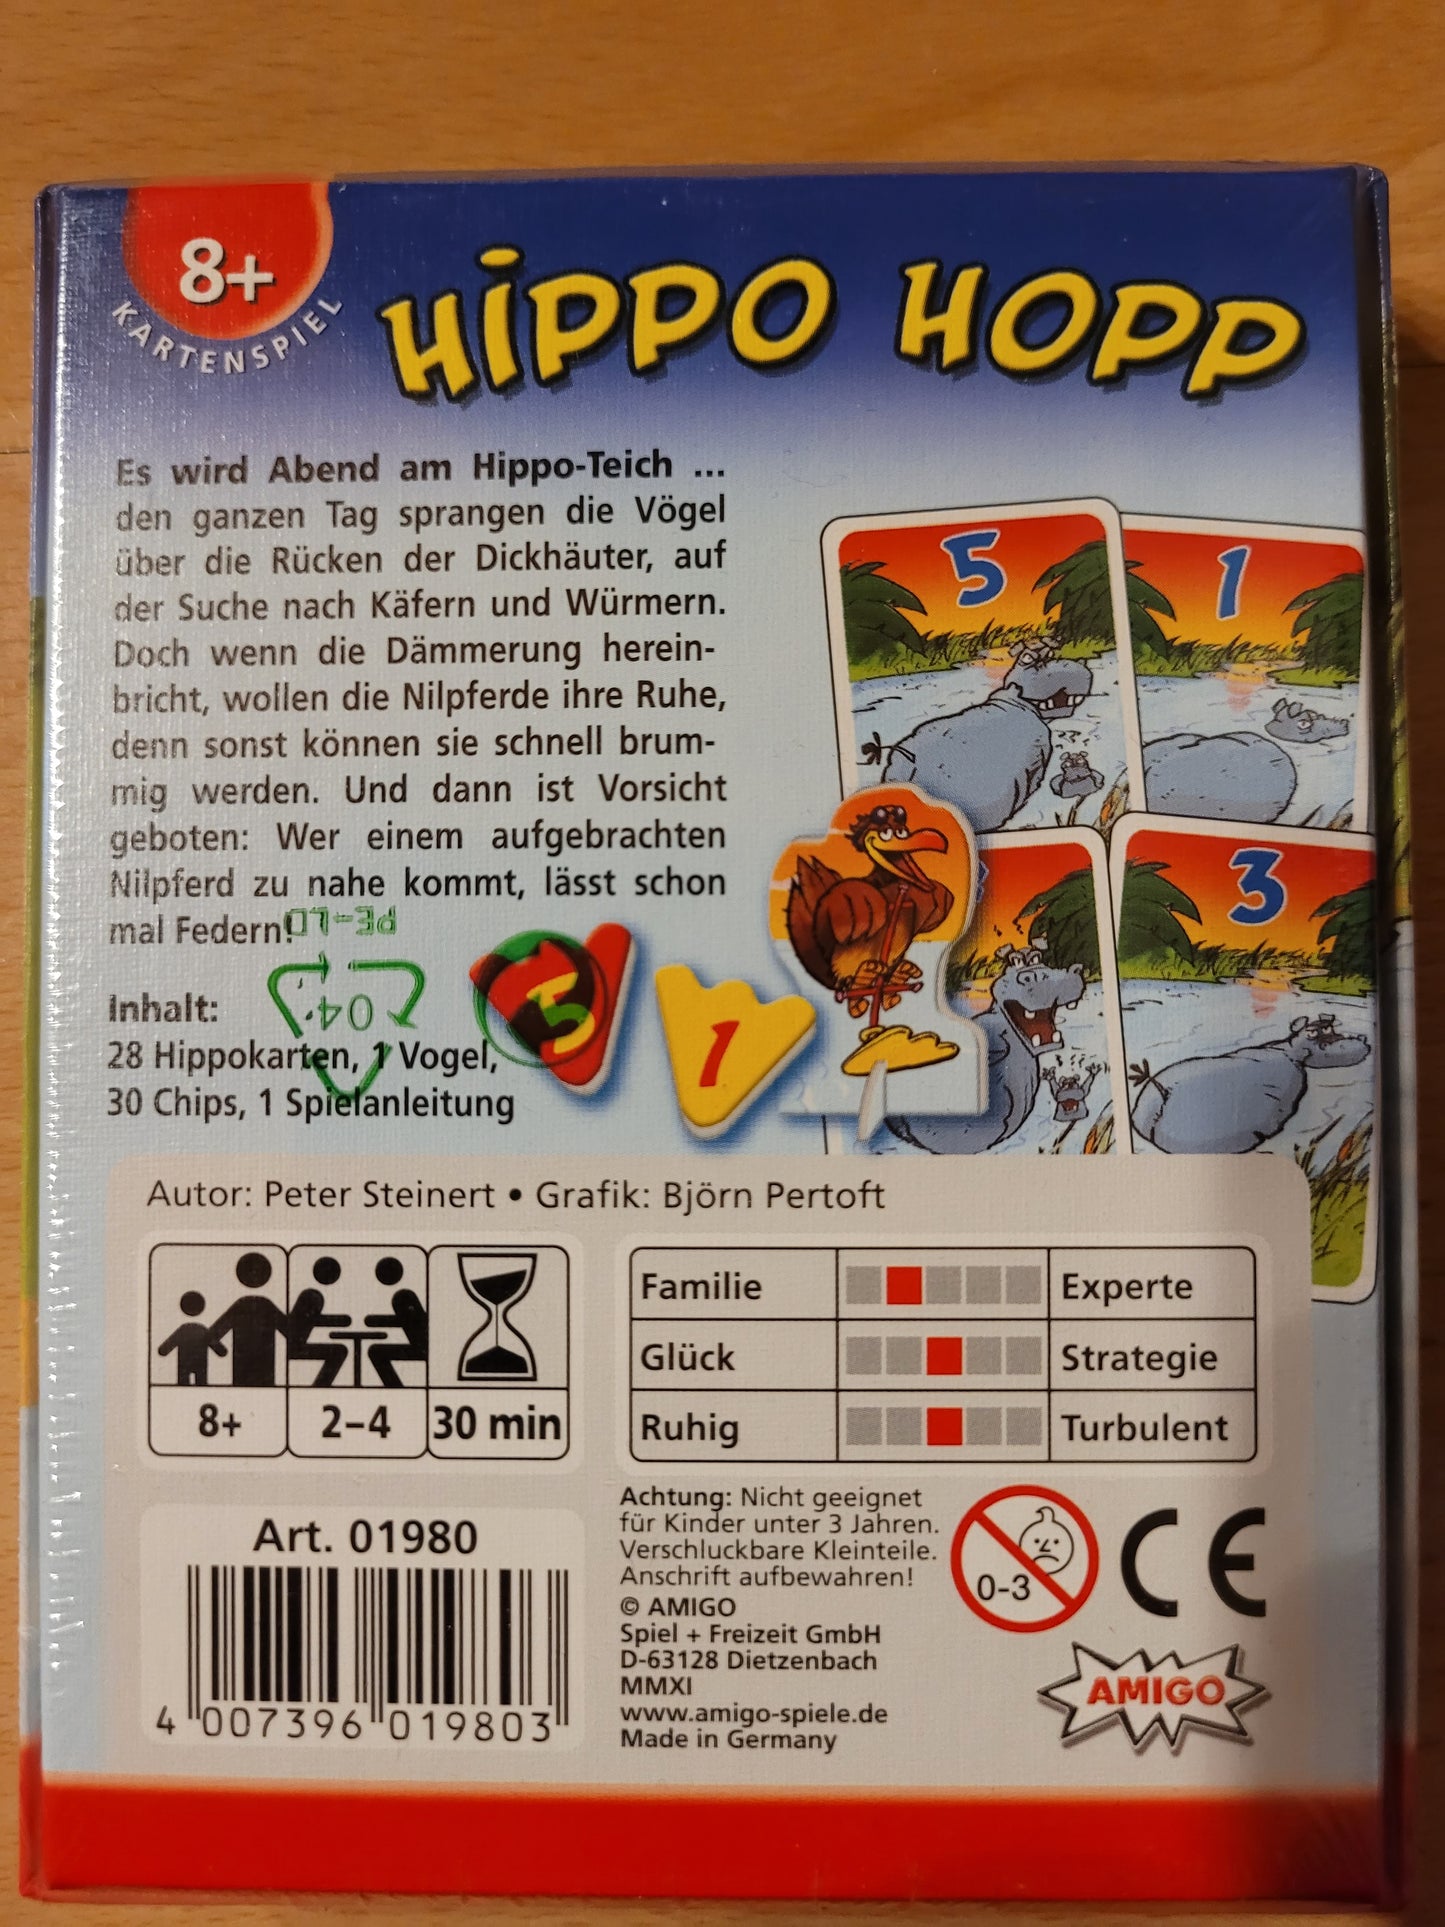 8+
KARTENSPIEL
HIPPO HOPP
Es wird Abend am Hippo-Teich ...
den ganzen Tag sprangen die Vögel
über die Rücken der Dickhäuter, auf
der Suche nach Käfern und Würmern.
Doch wenn die Dämmerung herein-
bricht, wollen die Nilpferde ihre Ruhe,
denn sonst können sie schnell brum-
mig werden. Und dann ist Vorsicht
geboten: Wer einem aufgebrachten
Nilpferd zu nahe kommt, lässt schon
mal Federn!
PE-LD
04
Inhalt:
28 Hippokarten, 1 Vogel,
30 Chips, 1 Spielanleitung
5
1
3
3
1
Autor: Peter Steinert • Grafik: Björn Pertoft
8+
2–4
30 min
Familie Experte
Glück Strategie
Ruhig Turbulent
Art. 01980
4 007396 019803
Achtung: Nicht geeignet
für Kinder unter 3 Jahren.
Verschluckbare Kleinteile.
Anschrift aufbewahren!
© AMIGO
Spiel + Freizeit GmbH
D-63128 Dietzenbach
MMXI
www.amigo-spiele.de
Made in Germany
0-3
CE
AMIGO